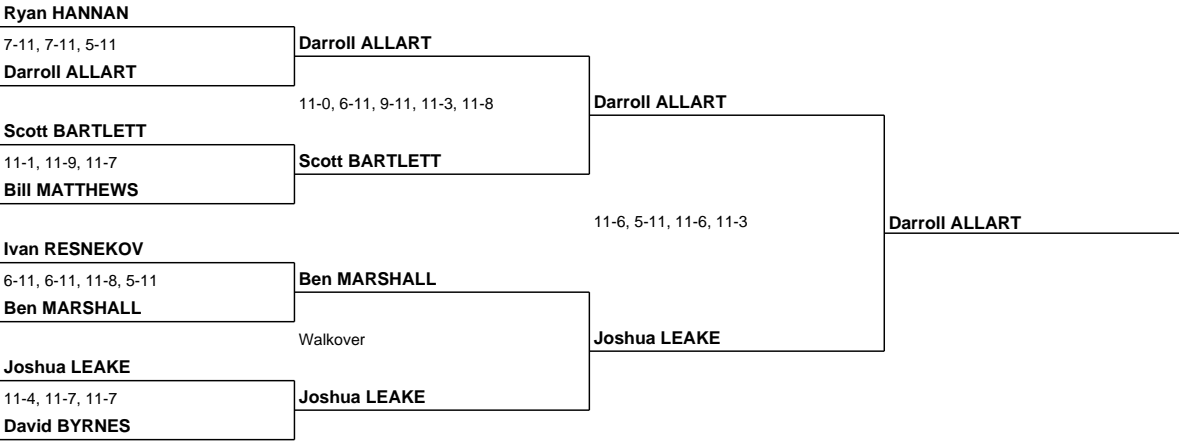 Ryan HANNAN
7-11, 7-11, 5-11
Darroll ALLART
Darroll ALLART
11-0, 6-11, 9-11, 11-3, 11-8
Darroll ALLART
Scott BARTLETT
11-1, 11-9, 11-7
Bill MATTHEWS
Scott BARTLETT
11-6, 5-11, 11-6, 11-3
Darroll ALLART
Ivan RESNEKOV
6-11, 6-11, 11-8, 5-11
Ben MARSHALL
Ben MARSHALL
Walkover
Joshua LEAKE
Joshua LEAKE
11-4, 11-7, 11-7
David BYRNES
Joshua LEAKE